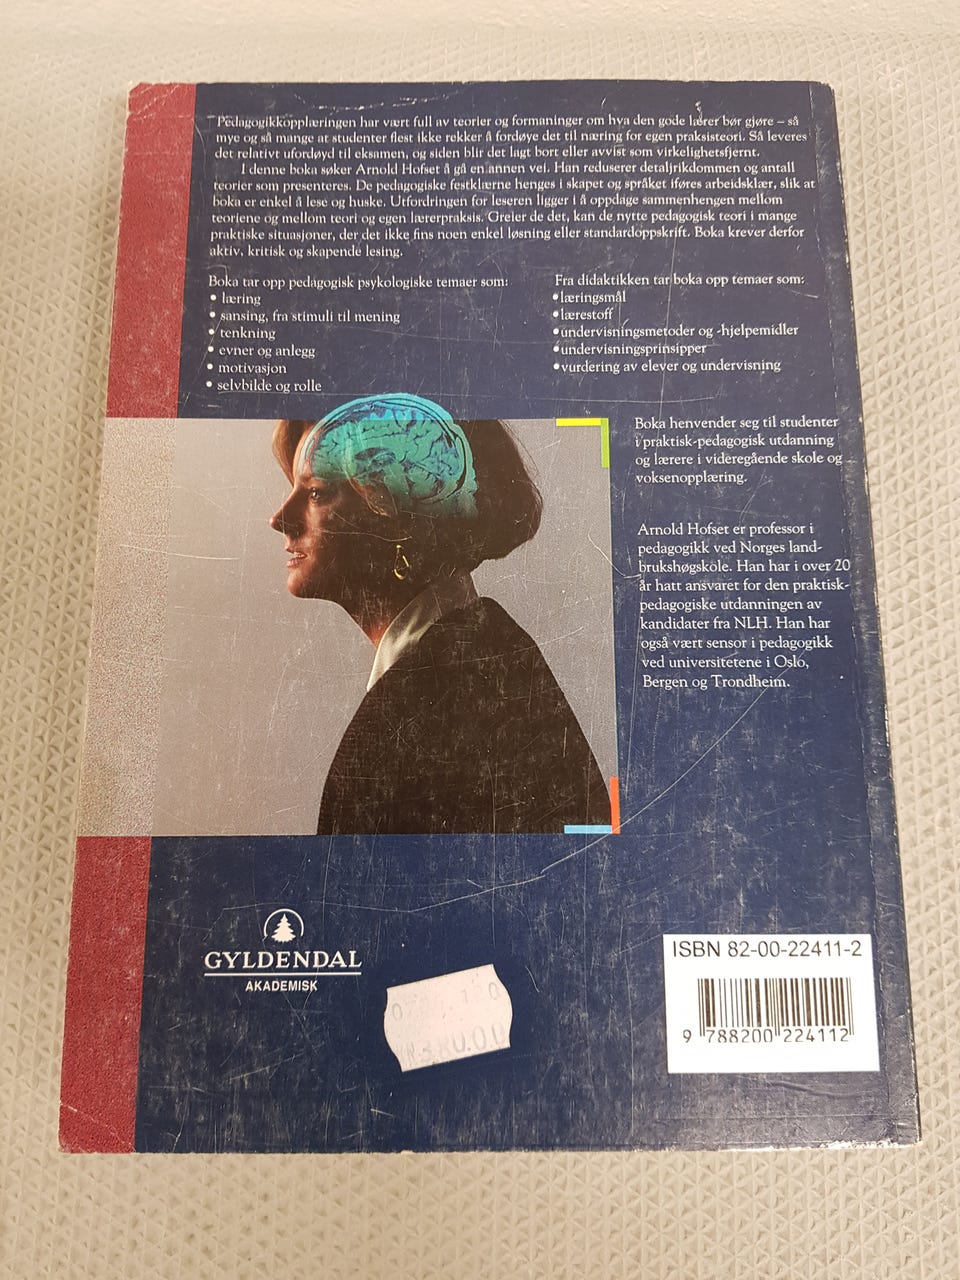 Pedagogikkopplæringen har vært full av teorier og formaninger om hva den gode lærer bør gjøre – så
mye og så mange at studenter flest ikke rekker å fordøye det til næring for egen praksisteori. Så leveres
det relativt ufordøyd til eksamen, og siden blir det lagt bort eller avvist som virkelighetsfjernt.
I denne boka søker Arnold Hofset å gå en annen vei. Han reduserer detaljrikdommen og antall
teorier som presenteres. De pedagogiske festklærne henges i skapet og språket iføres arbeidsklær, slik at
boka er enkel å lese og huske. Utfordringen for leseren ligger i å oppdage sammenhengen mellom
teoriene og mellom teori og egen lærerpraksis. Greier de det, kan de nytte pedagogisk teori i mange
praktiske situasjoner, der det ikke fins noen enkel løsning eller standardoppskrift. Boka krever derfor
aktiv, kritisk og skapende lesing.
Boka tar opp pedagogisk psykologiske temaer som:
• læring
• sansing, fra stimuli til mening
• tenkning
• evner og anlegg
• motivasjon
• selvbilde og rolle
Fra didaktikken tar boka opp temaer som:
•læringsmål
•lærestoff
•undervisningsmetoder og -hjelpemidler
•undervisningsprinsipper
•vurdering av elever og undervisning
Boka henvender seg til studenter
i praktisk-pedagogisk utdanning
og lærere i videregående skole og
voksenopplæring.
Arnold Hofset er professor i
pedagogikk ved Norges land-
brukshøgskole. Han har i over 20
år hatt ansvaret for den praktisk-
pedagogiske utdanningen av
kandidater fra NLH. Han har
også vært sensor i pedagogikk
ved universitetene i Oslo,
Bergen og Trondheim.
GYLDENDAL
AKADEMISK
ISBN 82-00-22411-2
9 788200 224112